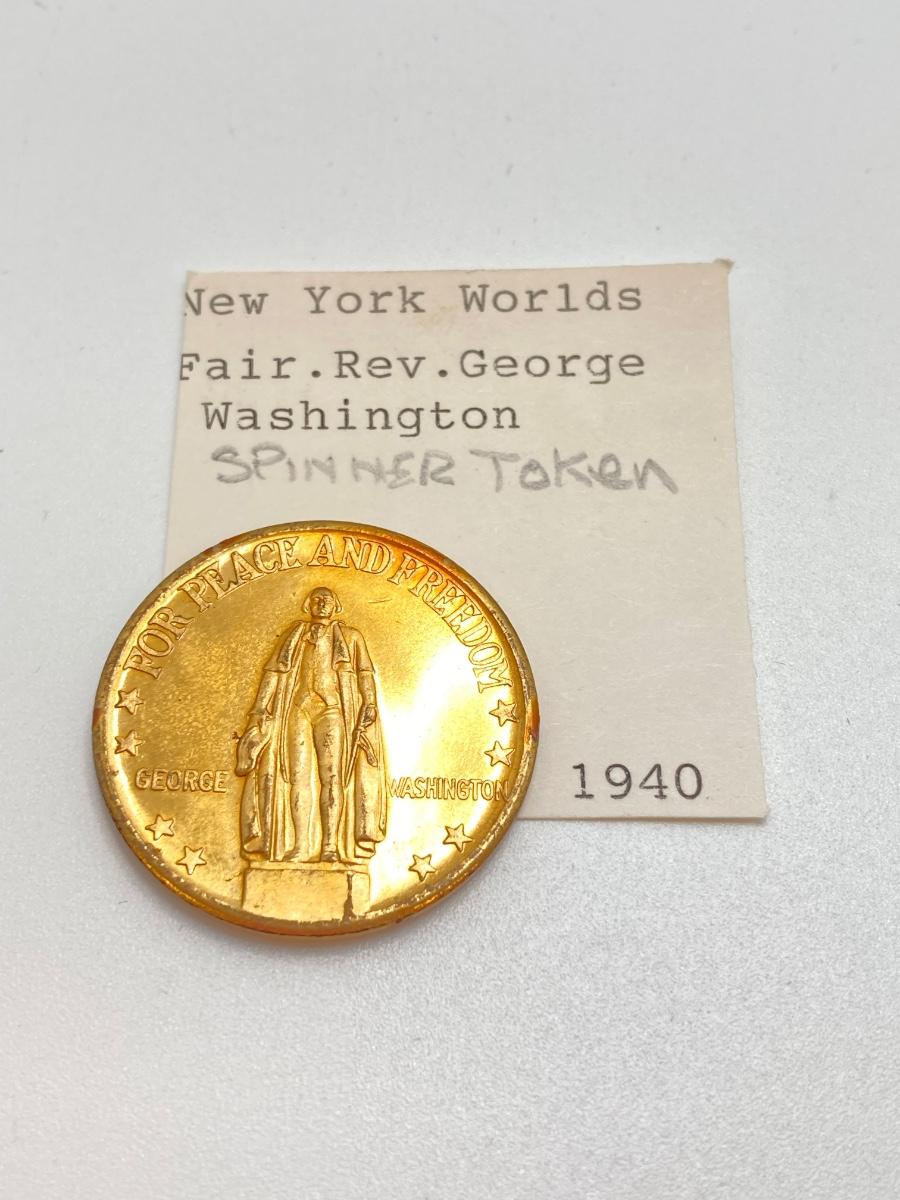 New York Worlds
Fair.Rev.George
Washington
SPINNER Token
FOR PEACE AND FREEDOM
GEORGE WASHINGTON
1940